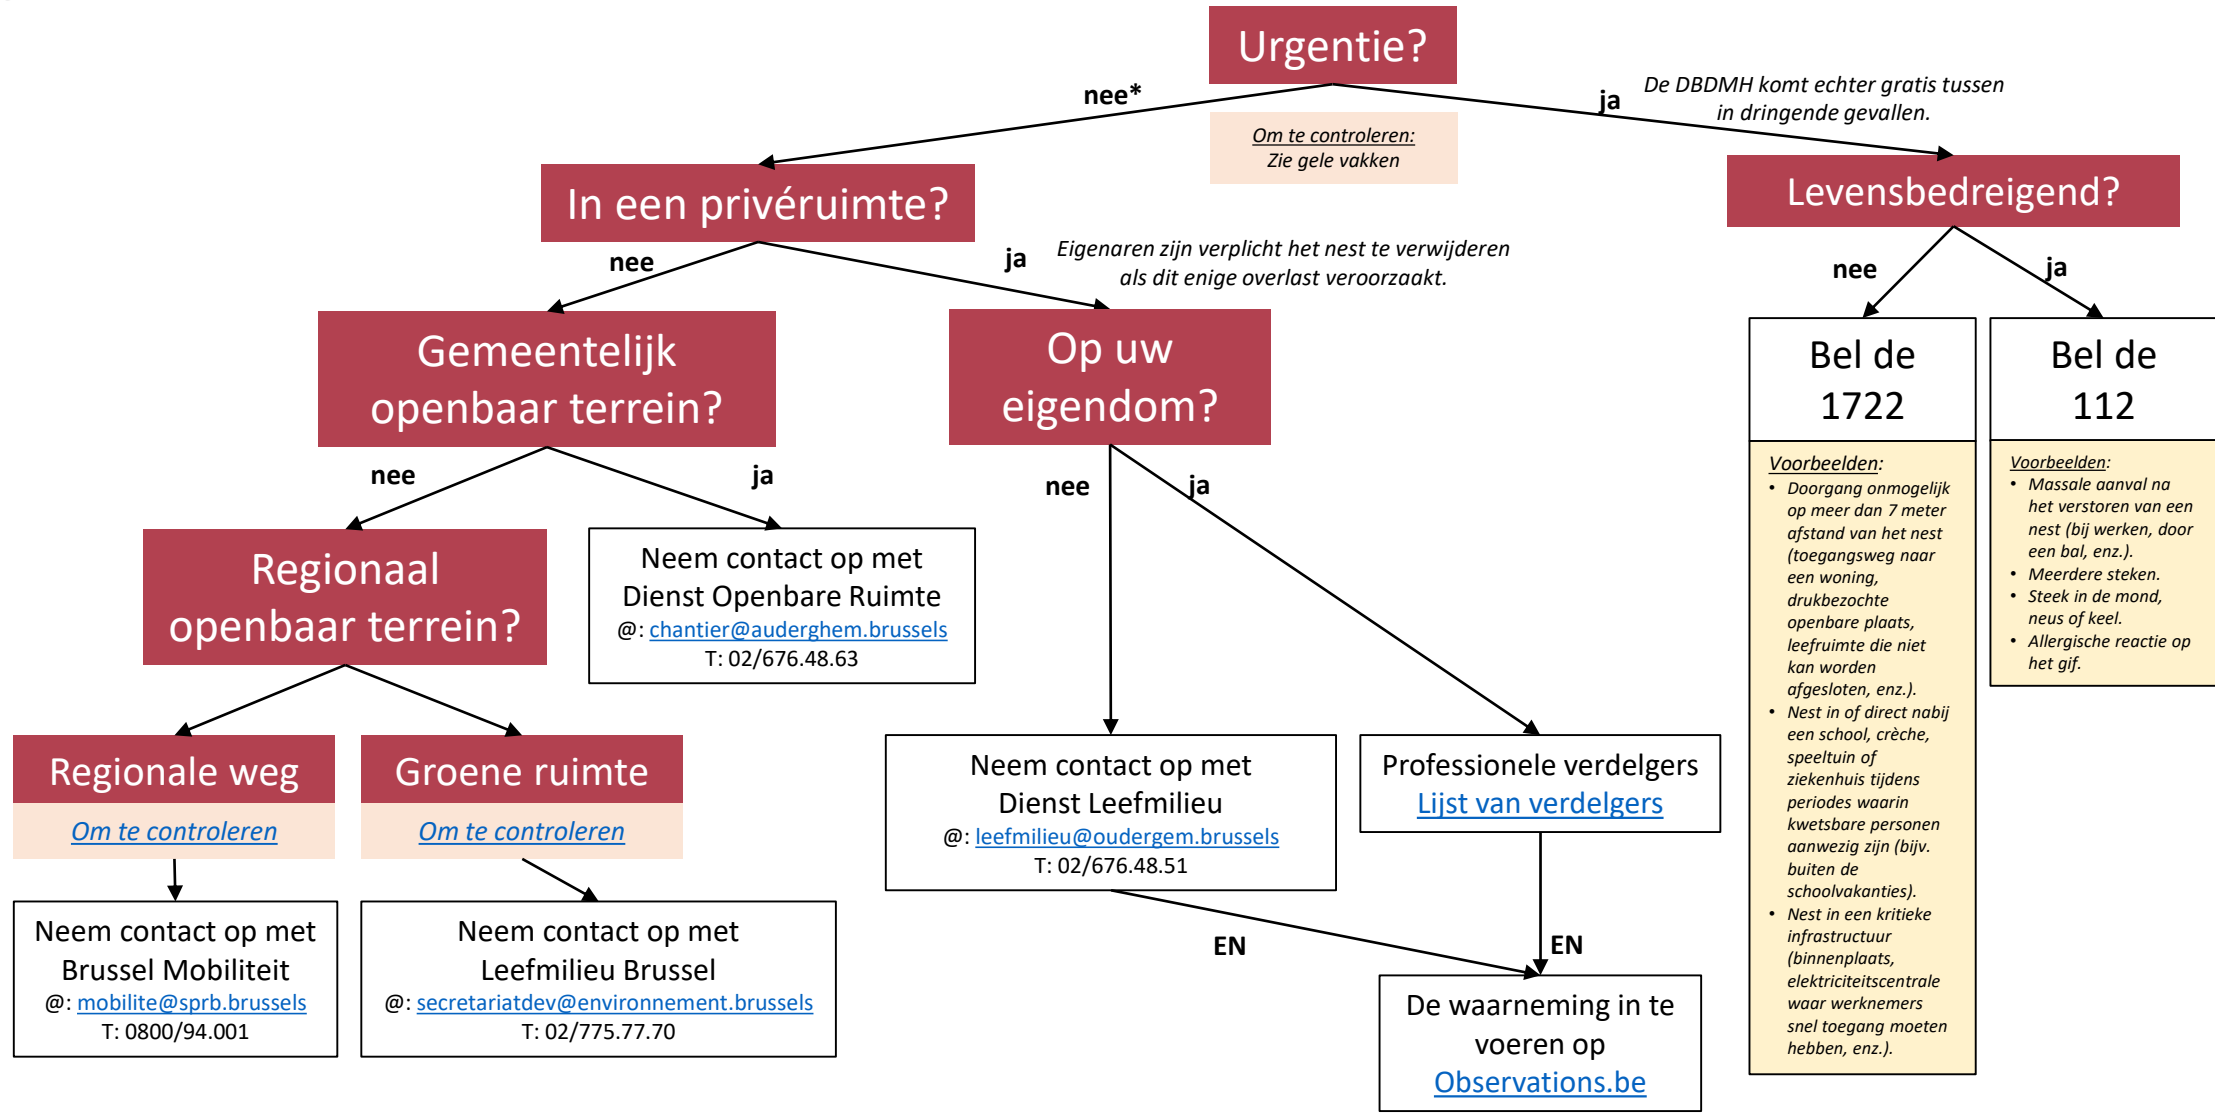 Urgentie?
nee*
ja
De DBDMH komt echter gratis tussen
in dringende gevallen.
Om te controleren:
Zie gele vakken
In een privéruimte?
Levensbedreigend?
nee
ja
Eigenaren zijn verplicht het nest te verwijderen
als dit enige overlast veroorzaakt.
nee
ja
Gemeentelijk
openbaar terrein?
Op uw
eigendom?
Bel de
1722
Bel de
112
nee
ja
nee
ja
Voorbeelden:
• Doorgang onmogelijk
op meer dan 7 meter
afstand van het nest
(toegangsweg naar
een woning,
drukbezochte
openbare plaats,
leefruimte die niet
kan worden
afgesloten, enz.).
• Nest in of direct nabij
een school, crèche,
speeltuin of
ziekenhuis tijdens
periodes waarin
kwetsbare personen
aanwezig zijn (bijv.
buiten de
schoolvakanties).
• Nest in een kritieke
infrastructuur
(binnenplaats,
elektriciteitscentrale
waar werknemers
snel toegang moeten
hebben, enz.).
Voorbeelden:
• Massale aanval na
het verstoren van een
nest (bij werken, door
een bal, enz.).
• Meerdere steken.
• Steek in de mond,
neus of keel.
• Allergische reactie op
het gif.
Regionaal
openbaar terrein?
Neem contact op met
Dienst Openbare Ruimte
@: chantier@auderghem.brussels
T: 02/676.48.63
Regionale weg
Om te controleren
Groene ruimte
Om te controleren
Neem contact op met
Dienst Leefmilieu
@: leefmilieu@oudergem.brussels
T: 02/676.48.51
Professionele verdelgers
Lijst van verdelgers
Neem contact op met
Brussel Mobiliteit
@: mobilite@sprb.brussels
T: 0800/94.001
Neem contact op met
Leefmilieu Brussel
@: secretariatdev@environnement.brussels
T: 02/775.77.70
EN
EN
De waarneming in te
voeren op
Observations.be